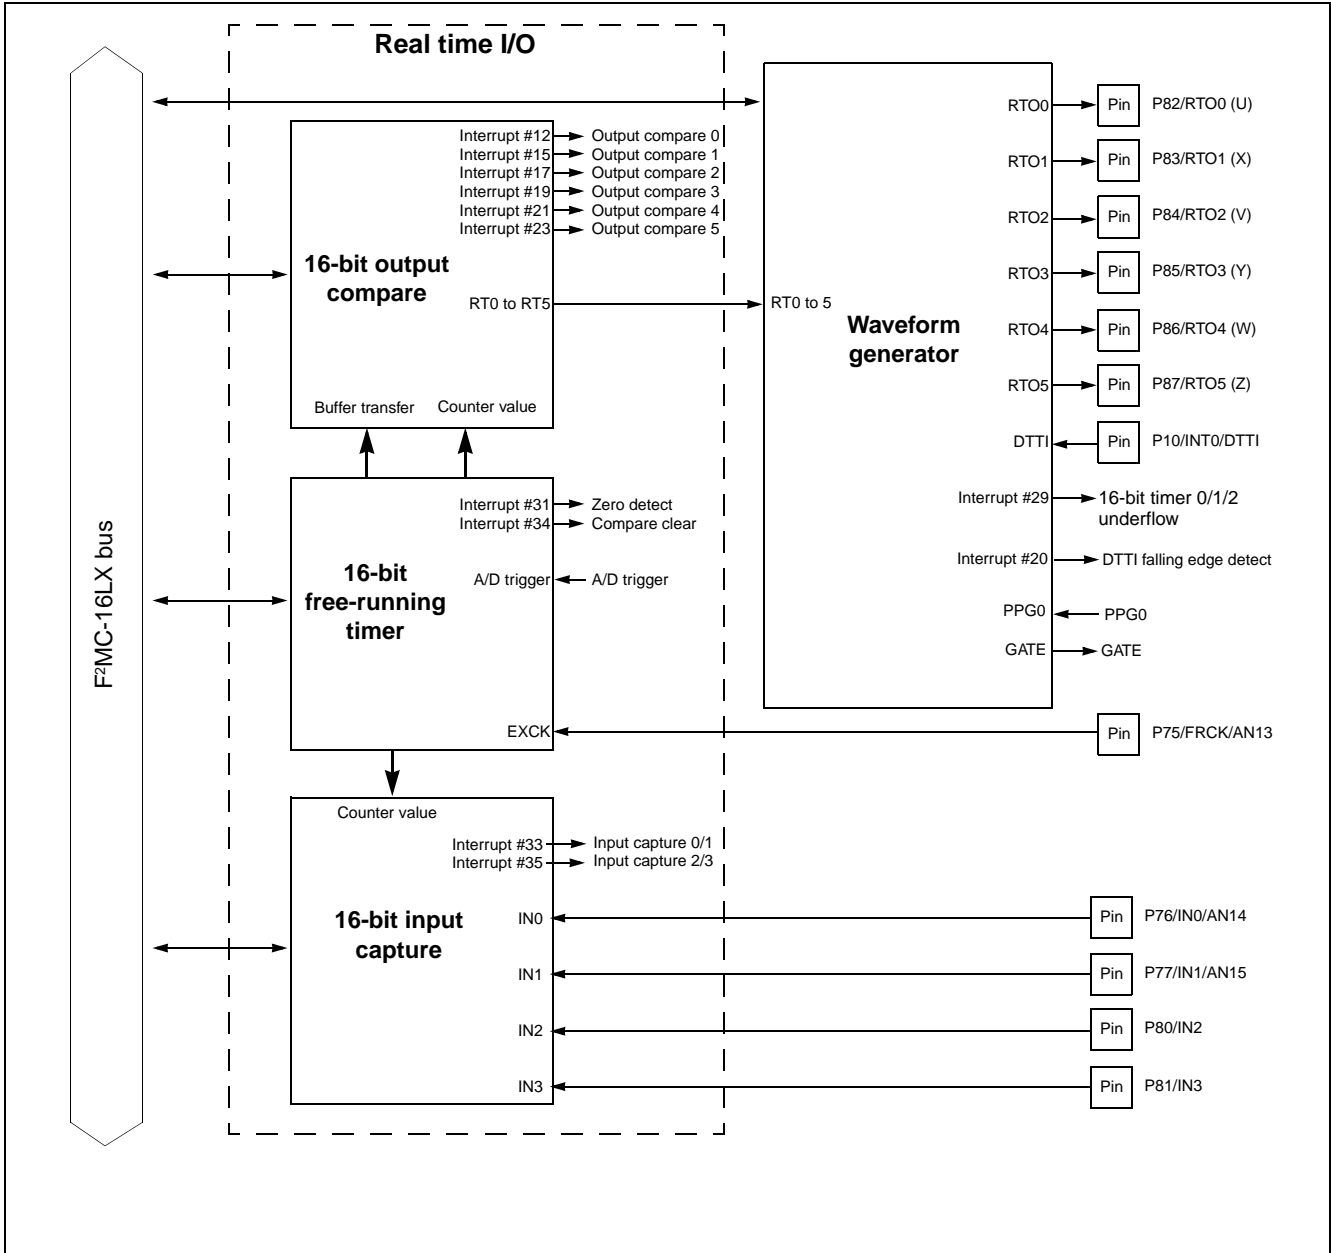 Real time I/O
F²MC-16LX bus
Interrupt #12 Output compare 0
Interrupt #15 Output compare 1
Interrupt #17 Output compare 2
Interrupt #19 Output compare 3
Interrupt #21 Output compare 4
Interrupt #23 Output compare 5
16-bit output
compare
RT0 to RT5
Buffer transfer Counter value
Interrupt #31 Zero detect
Interrupt #34 Compare clear
16-bit
free-running
timer
A/D trigger A/D trigger
EXCK
Counter value
Interrupt #33 Input capture 0/1
Interrupt #35 Input capture 2/3
16-bit input
capture
IN0
IN1
IN2
IN3
RT0 to 5
Waveform
generator
RTO0 Pin P82/RTO0 (U)
RTO1 Pin P83/RTO1 (X)
RTO2 Pin P84/RTO2 (V)
RTO3 Pin P85/RTO3 (Y)
RTO4 Pin P86/RTO4 (W)
RTO5 Pin P87/RTO5 (Z)
DTTI Pin P10/INT0/DTTI
Interrupt #29 16-bit timer 0/1/2
underflow
Interrupt #20 DTTI falling edge detect
PPG0 PPG0
GATE GATE
Pin P75/FRCK/AN13
Pin P76/IN0/AN14
Pin P77/IN1/AN15
Pin P80/IN2
Pin P81/IN3